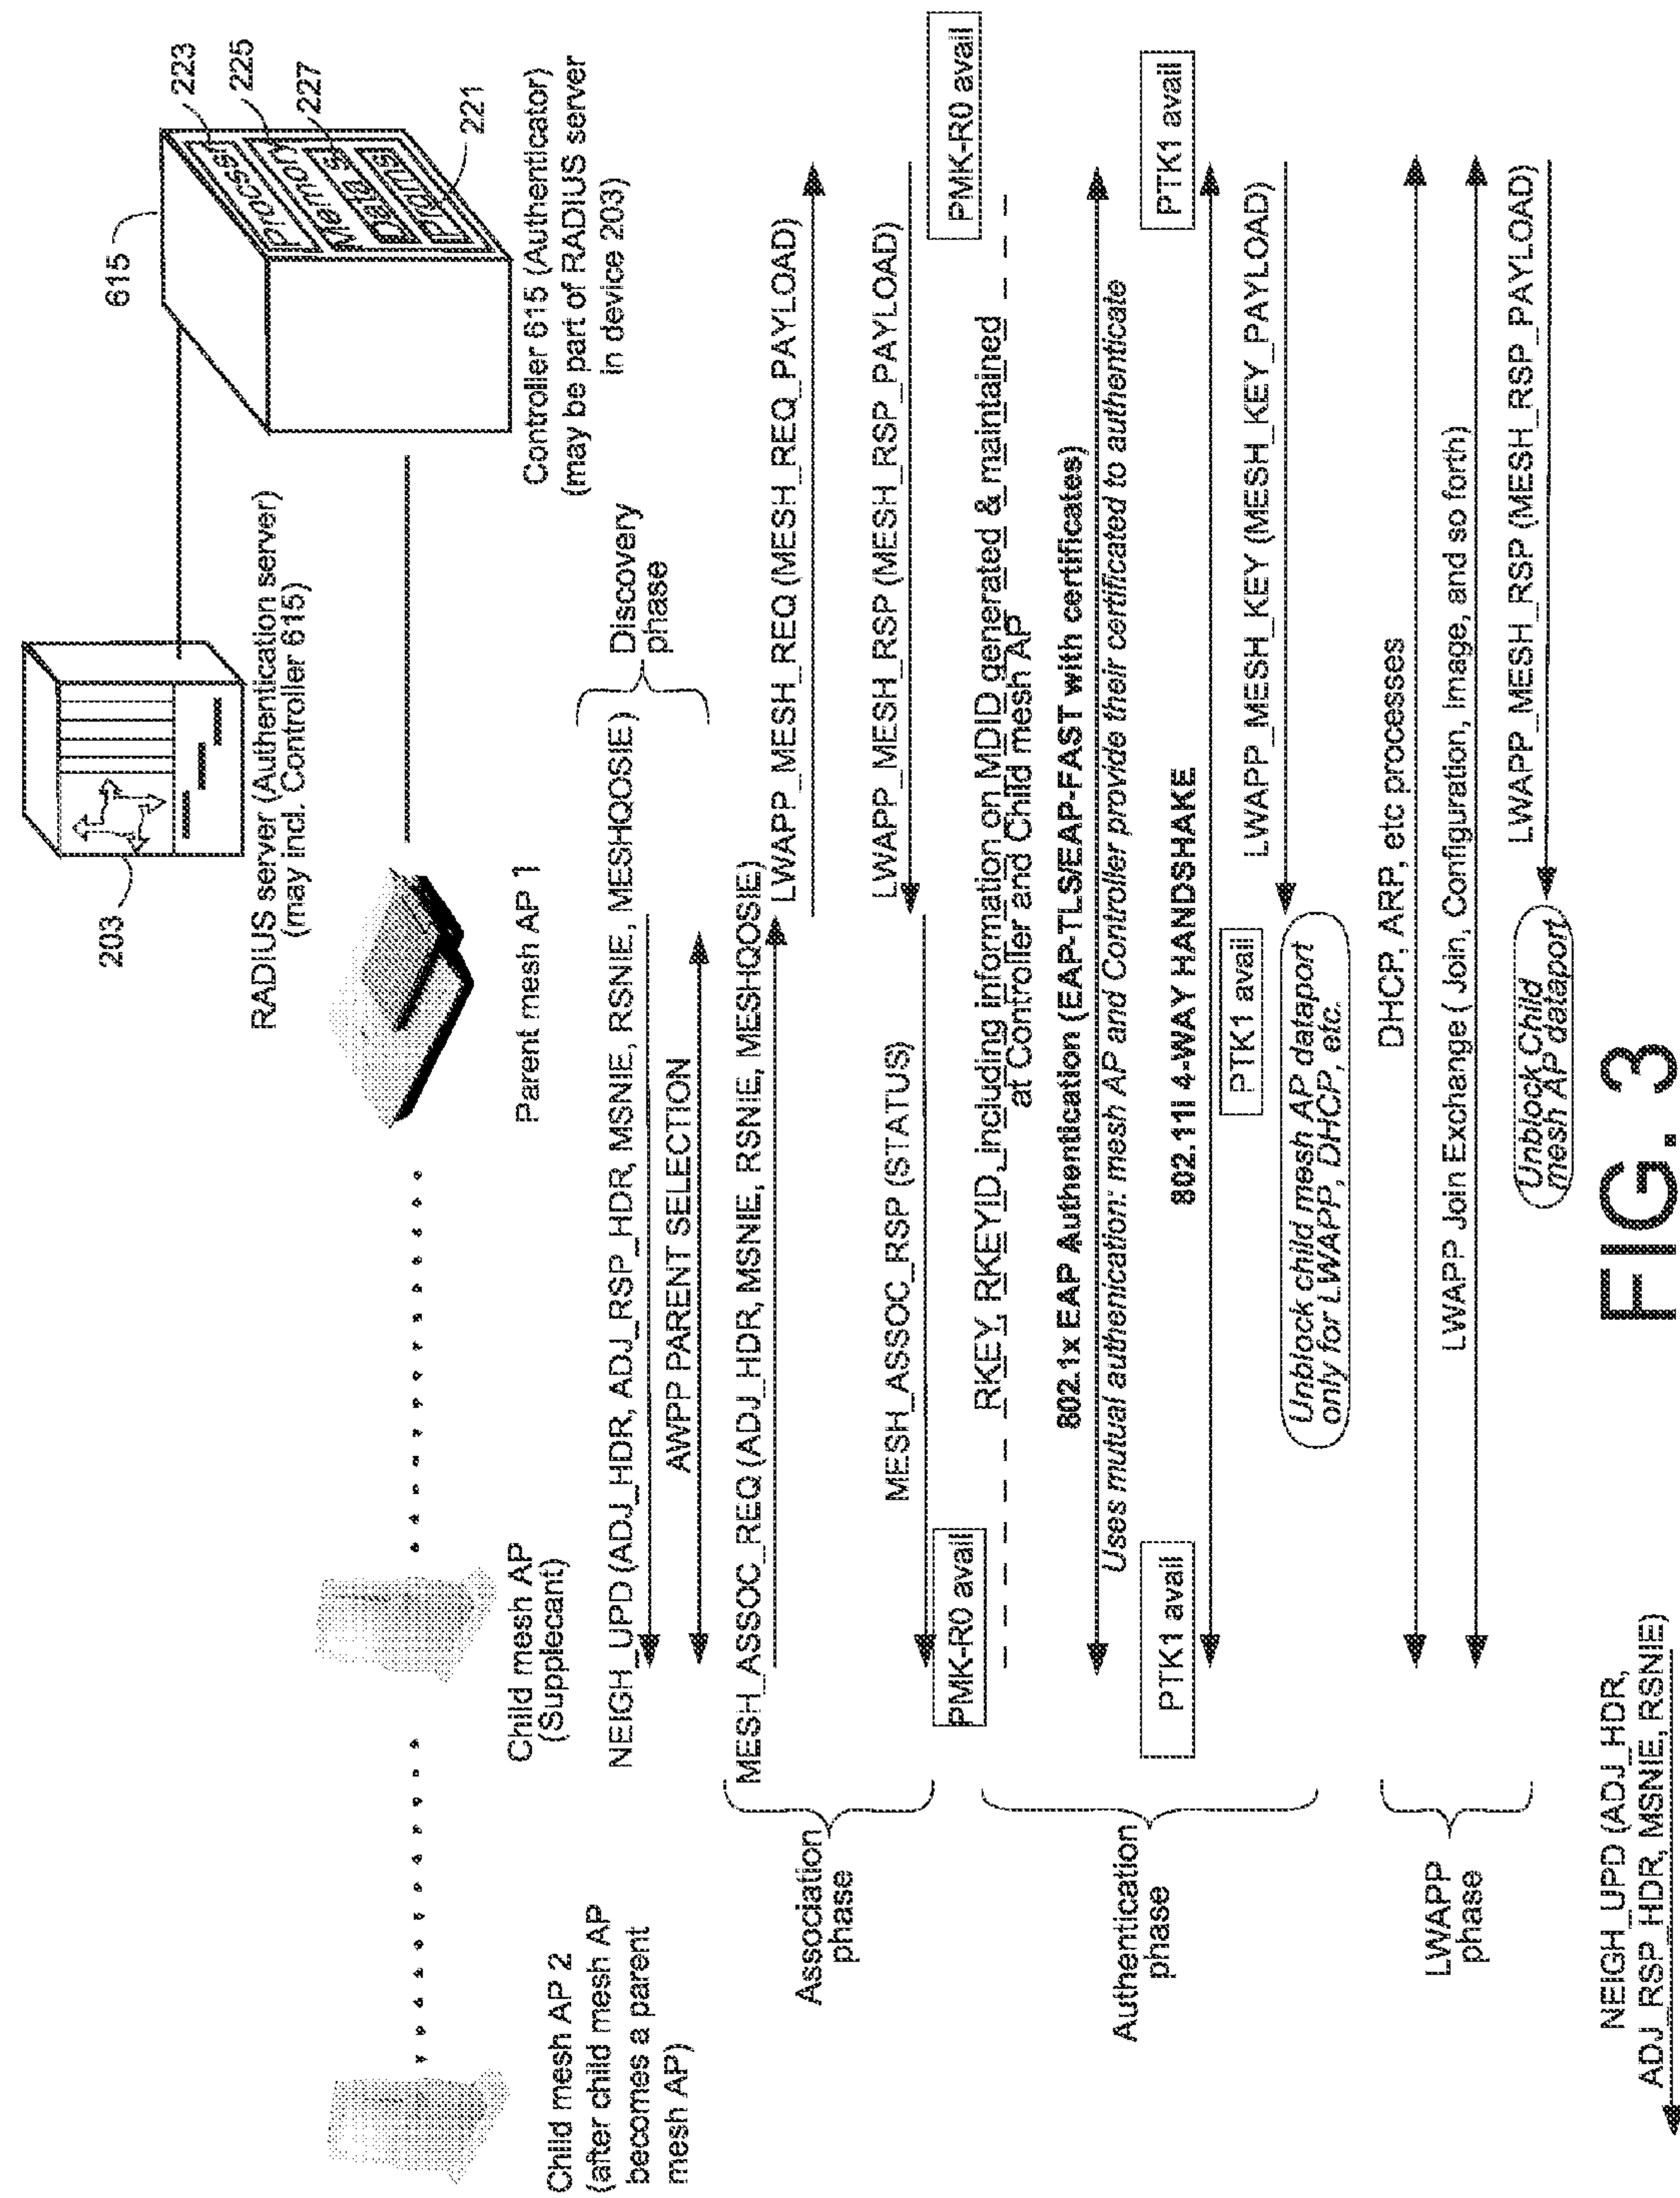 203
RADIUS server (Authentication server)
(may incl. Controller 615)
615
223
225
227
221
Procssr
Memory
Data s
Prgms
Controller 615 (Authenticator)
(may be part of RADIUS server
in device 203)
Parent mesh AP 1
Child mesh AP
(Supplecant)
Child mesh AP 2
(after child mesh AP
becomes a parent
mesh AP)
NEIGH_UPD (ADJ_HDR, ADJ_RSP_HDR, MSNIE, RSNIE, MESHQOSIE)
Discovery
phase
AWPP PARENT SELECTION
MESH_ASSOC_REQ (ADJ_HDR, MSNIE, RSNIE, MESHQOSIE)
LWAPP_MESH_REQ (MESH_REQ_PAYLOAD)
Association
phase
LWAPP_MESH_RSP (MESH_RSP_PAYLOAD)
MESH_ASSOC_RSP (STATUS)
PMK-R0 avail
PMK-R0 avail
RKEY, RKEYID including information on MDID generated & maintained
at Controller and Child mesh AP
802.1x EAP Authentication (EAP-TLS/EAP-FAST with certificates)
Uses mutual authentication: mesh AP and Controller provide their certificated to authenticate
Authentication
phase
PTK1 avail
PTK1 avail
802.11i 4-WAY HANDSHAKE
PTK1 avail
LWAPP_MESH_KEY (MESH_KEY_PAYLOAD)
Unblock child mesh AP dataport
only for LWAPP, DHCP, etc.
DHCP, ARP, etc processes
LWAPP
phase
LWAPP Join Exchange ( Join, Configuration, Image, and so forth)
LWAPP_MESH_RSP (MESH_RSP_PAYLOAD)
Unblock Child
mesh AP dataport
NEIGH_UPD (ADJ_HDR,
ADJ_RSP_HDR, MSNIE, RSNIE)
FIG. 3